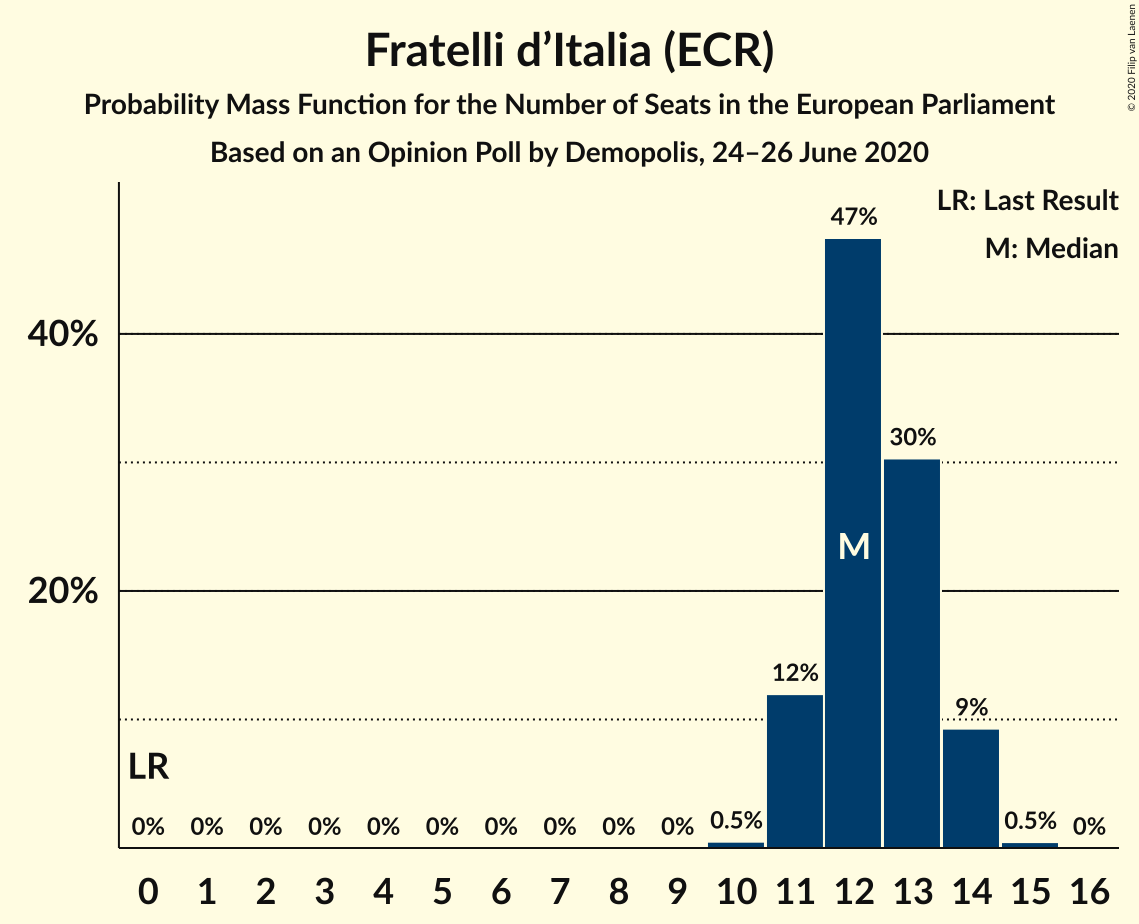 Fratelli d’Italia (ECR)
Probability Mass Function for the Number of Seats in the European Parliament
Based on an Opinion Poll by Demopolis, 24–26 June 2020
© 2020 Filip van Laenen
LR: Last Result
M: Median
47%
40%
30%
M
20%
12%
9%
LR
0% 0% 0% 0% 0% 0% 0% 0% 0% 0% 0.5% 0.5% 0%
0 1 2 3 4 5 6 7 8 9 10 11 12 13 14 15 16